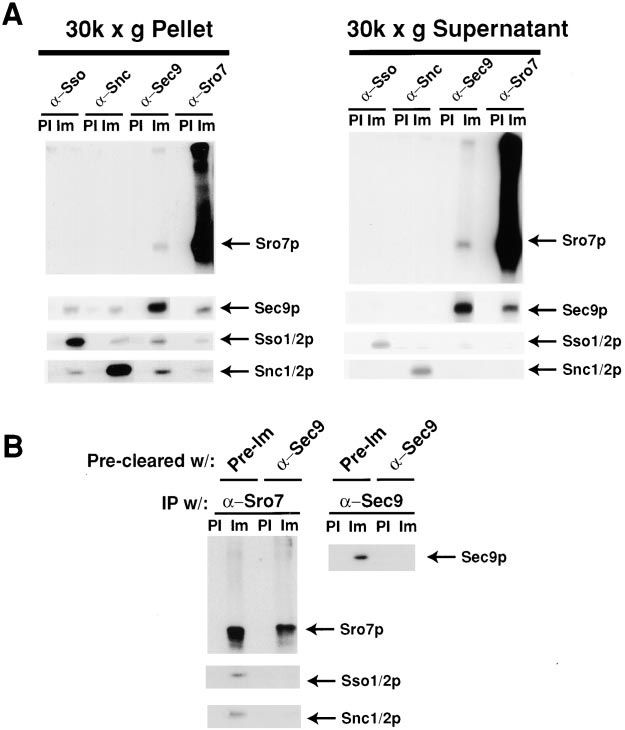 A
30k x g Pellet
30k x g Supernatant
α–Sso
α–Snc
α–Sec9
α–Sro7
α–Sso
α–Snc
α–Sec9
α–Sro7
PI Im PI Im PI Im PI Im
PI Im PI Im PI Im PI Im
Sro7p
Sro7p
Sec9p
Sec9p
Sso1/2p
Sso1/2p
Snc1/2p
Snc1/2p
B
Pre-cleared w/:
Pre-Im
α–Sec9
Pre-Im
α–Sec9
IP w/:
α–Sro7
α–Sec9
PI Im PI Im
PI Im PI Im
Sec9p
Sro7p
Sso1/2p
Snc1/2p